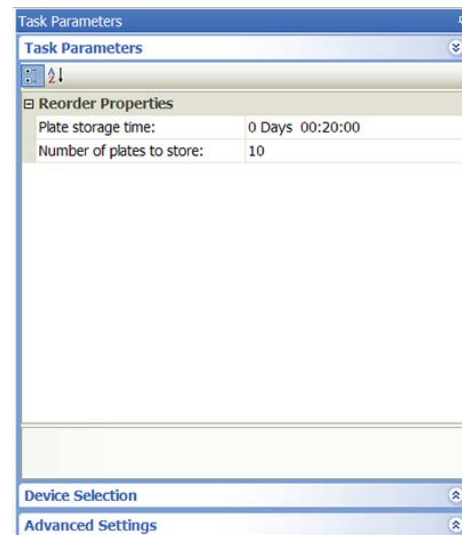 Task Parameters
Task Parameters
Reorder Properties
Plate storage time: 0 Days 00:20:00
Number of plates to store: 10
Device Selection
Advanced Settings